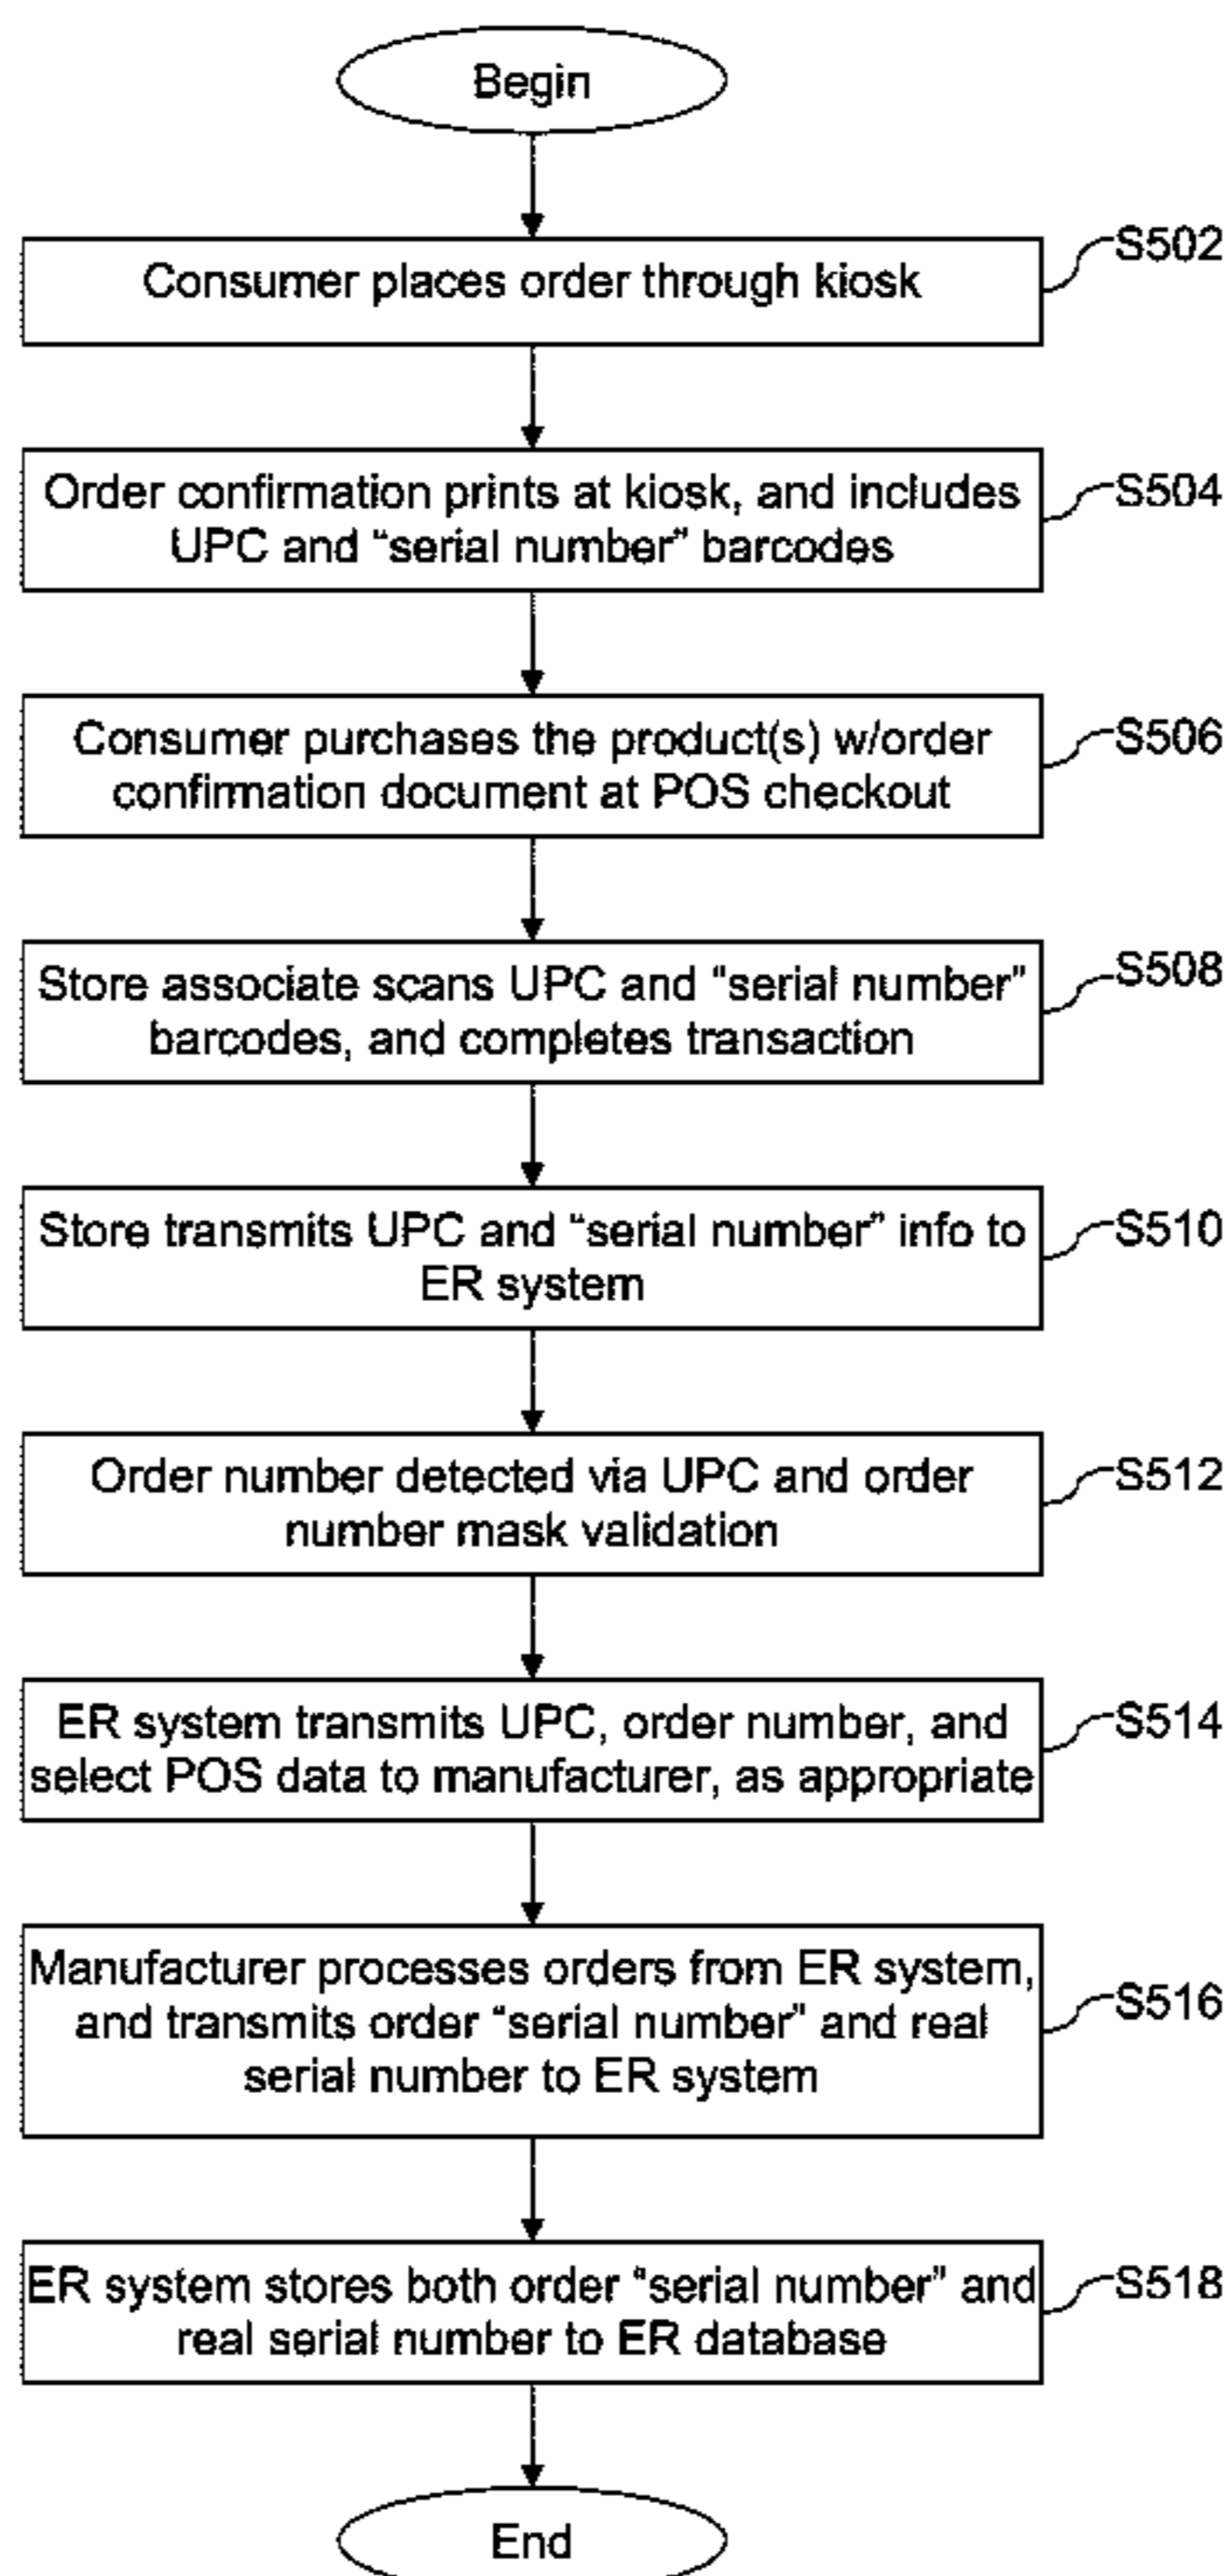 Begin
Consumer places order through kiosk
S502
Order confirmation prints at kiosk, and includes
UPC and “serial number” barcodes
S504
Consumer purchases the product(s) w/order
confirmation document at POS checkout
S506
Store associate scans UPC and “serial number”
barcodes, and completes transaction
S508
Store transmits UPC and “serial number” info to
ER system
S510
Order number detected via UPC and order
number mask validation
S512
ER system transmits UPC, order number, and
select POS data to manufacturer, as appropriate
S514
Manufacturer processes orders from ER system,
and transmits order “serial number” and real
serial number to ER system
S516
ER system stores both order “serial number” and
real serial number to ER database
S518
End